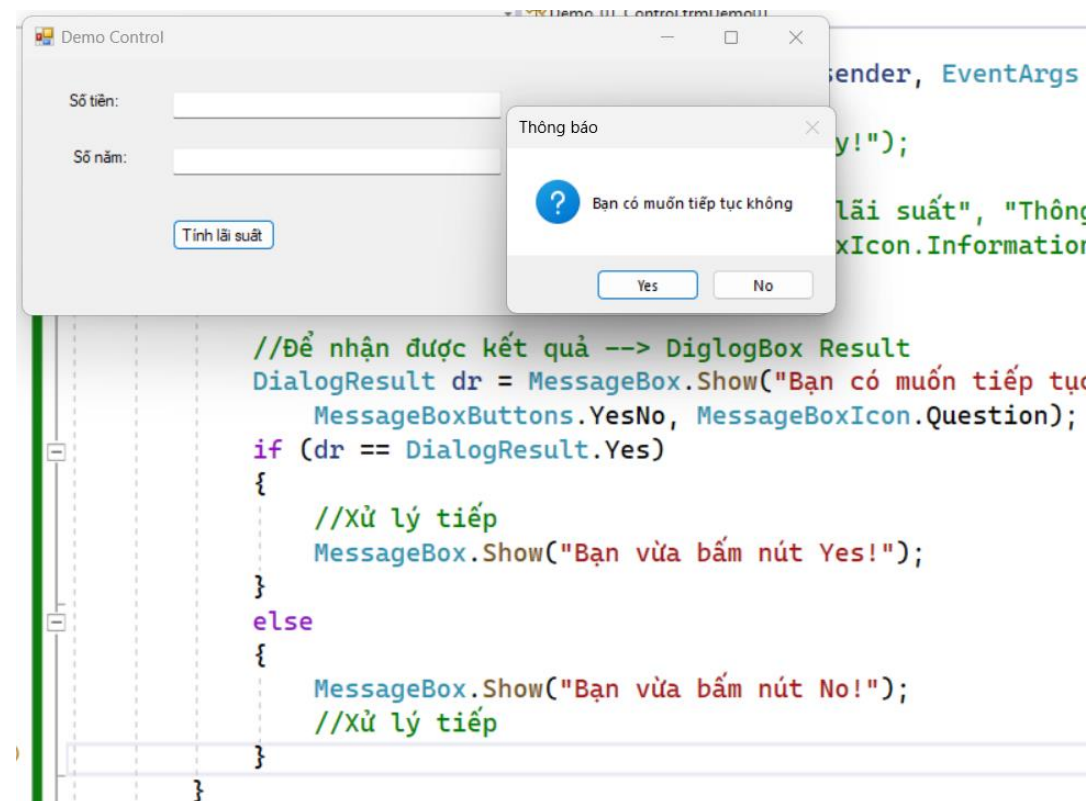 Demo_01_Control.frmDemo01
Demo Control
Số tiền:
Số năm:
Tính lãi suất
Thông báo
Bạn có muốn tiếp tục không
Yes
No
sender, EventArgs
y!");
lãi suất", "Thông
xIcon.Information
//Để nhận được kết quả --> DiglogBox Result
DialogResult dr = MessageBox.Show("Bạn có muốn tiếp tục
MessageBoxButtons.YesNo, MessageBoxIcon.Question);
if (dr == DialogResult.Yes)
{
//Xử lý tiếp
MessageBox.Show("Bạn vừa bấm nút Yes!");
}
else
{
MessageBox.Show("Bạn vừa bấm nút No!");
//Xử lý tiếp
}
}